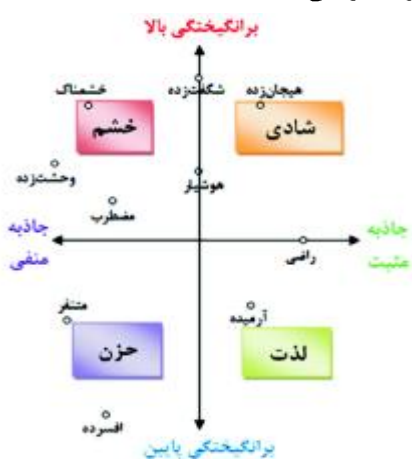 برانگیختگی بالا
خشمناک
شگفت‌زده
هیجان‌زده
خشم
شادی
وحشت‌زده
هوشیار
مضطرب
جاذبه
منفی
جاذبه
مثبت
راضی
متنفر
آرمیده
حزن
لذت
افسرده
برانگیختگی پایین